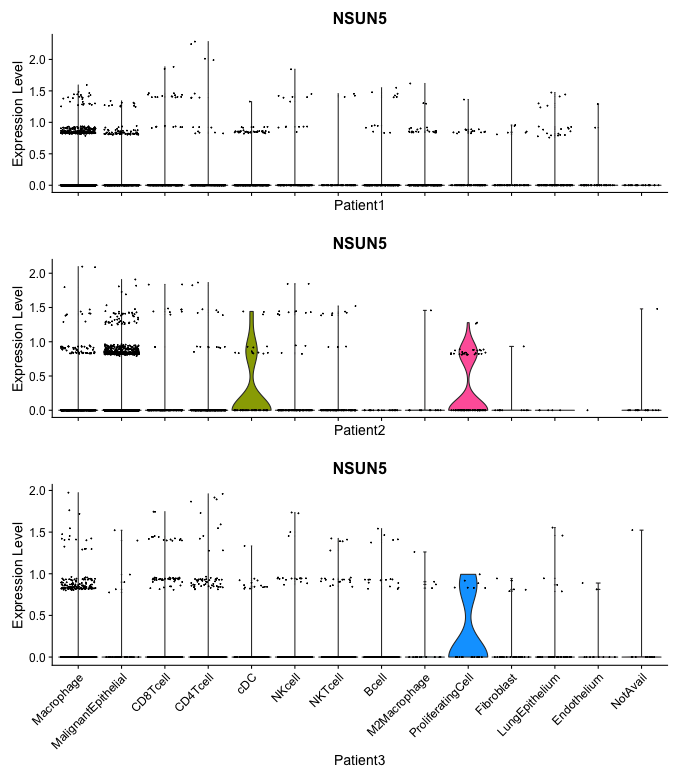 NSUN5
Expression Level
2.0
1.5
1.0
0.5
0.0
Patient1
NSUN5
Expression Level
2.0
1.5
1.0
0.5
0.0
Patient2
NSUN5
Expression Level
2.0
1.5
1.0
0.5
0.0
Macrophage
MalignantEpithelial
CD8Tcell
CD4Tcell
cDC
NKcell
NKTcell
Bcell
M2Macrophage
ProliferatingCell
Fibroblast
LungEpithelium
Endothelium
NotAvail
Patient3